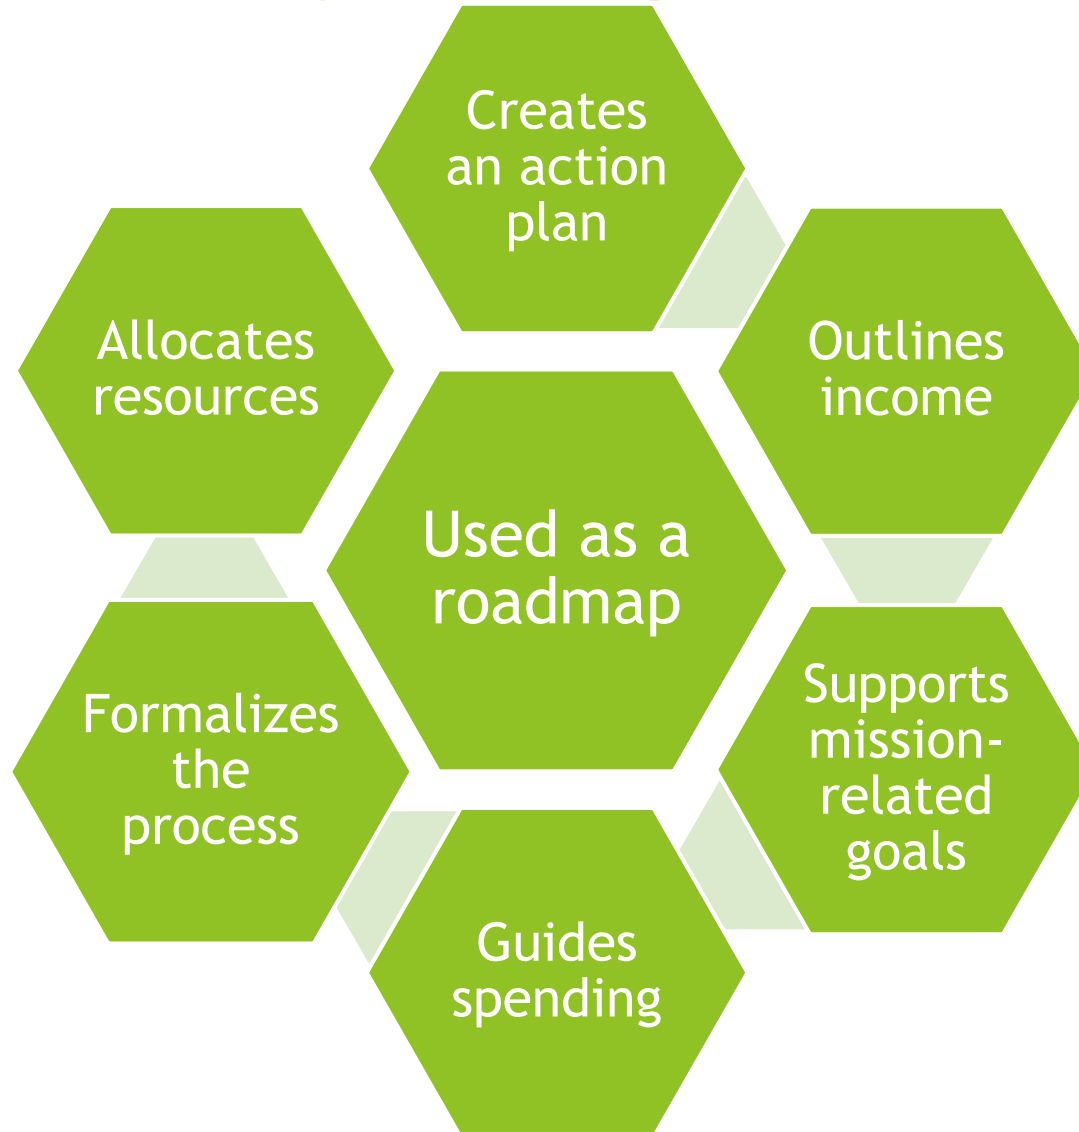 Creates
an action
plan
Outlines
income
Allocates
resources
Used as a
roadmap
Supports
mission-
related
goals
Formalizes
the
process
Guides
spending